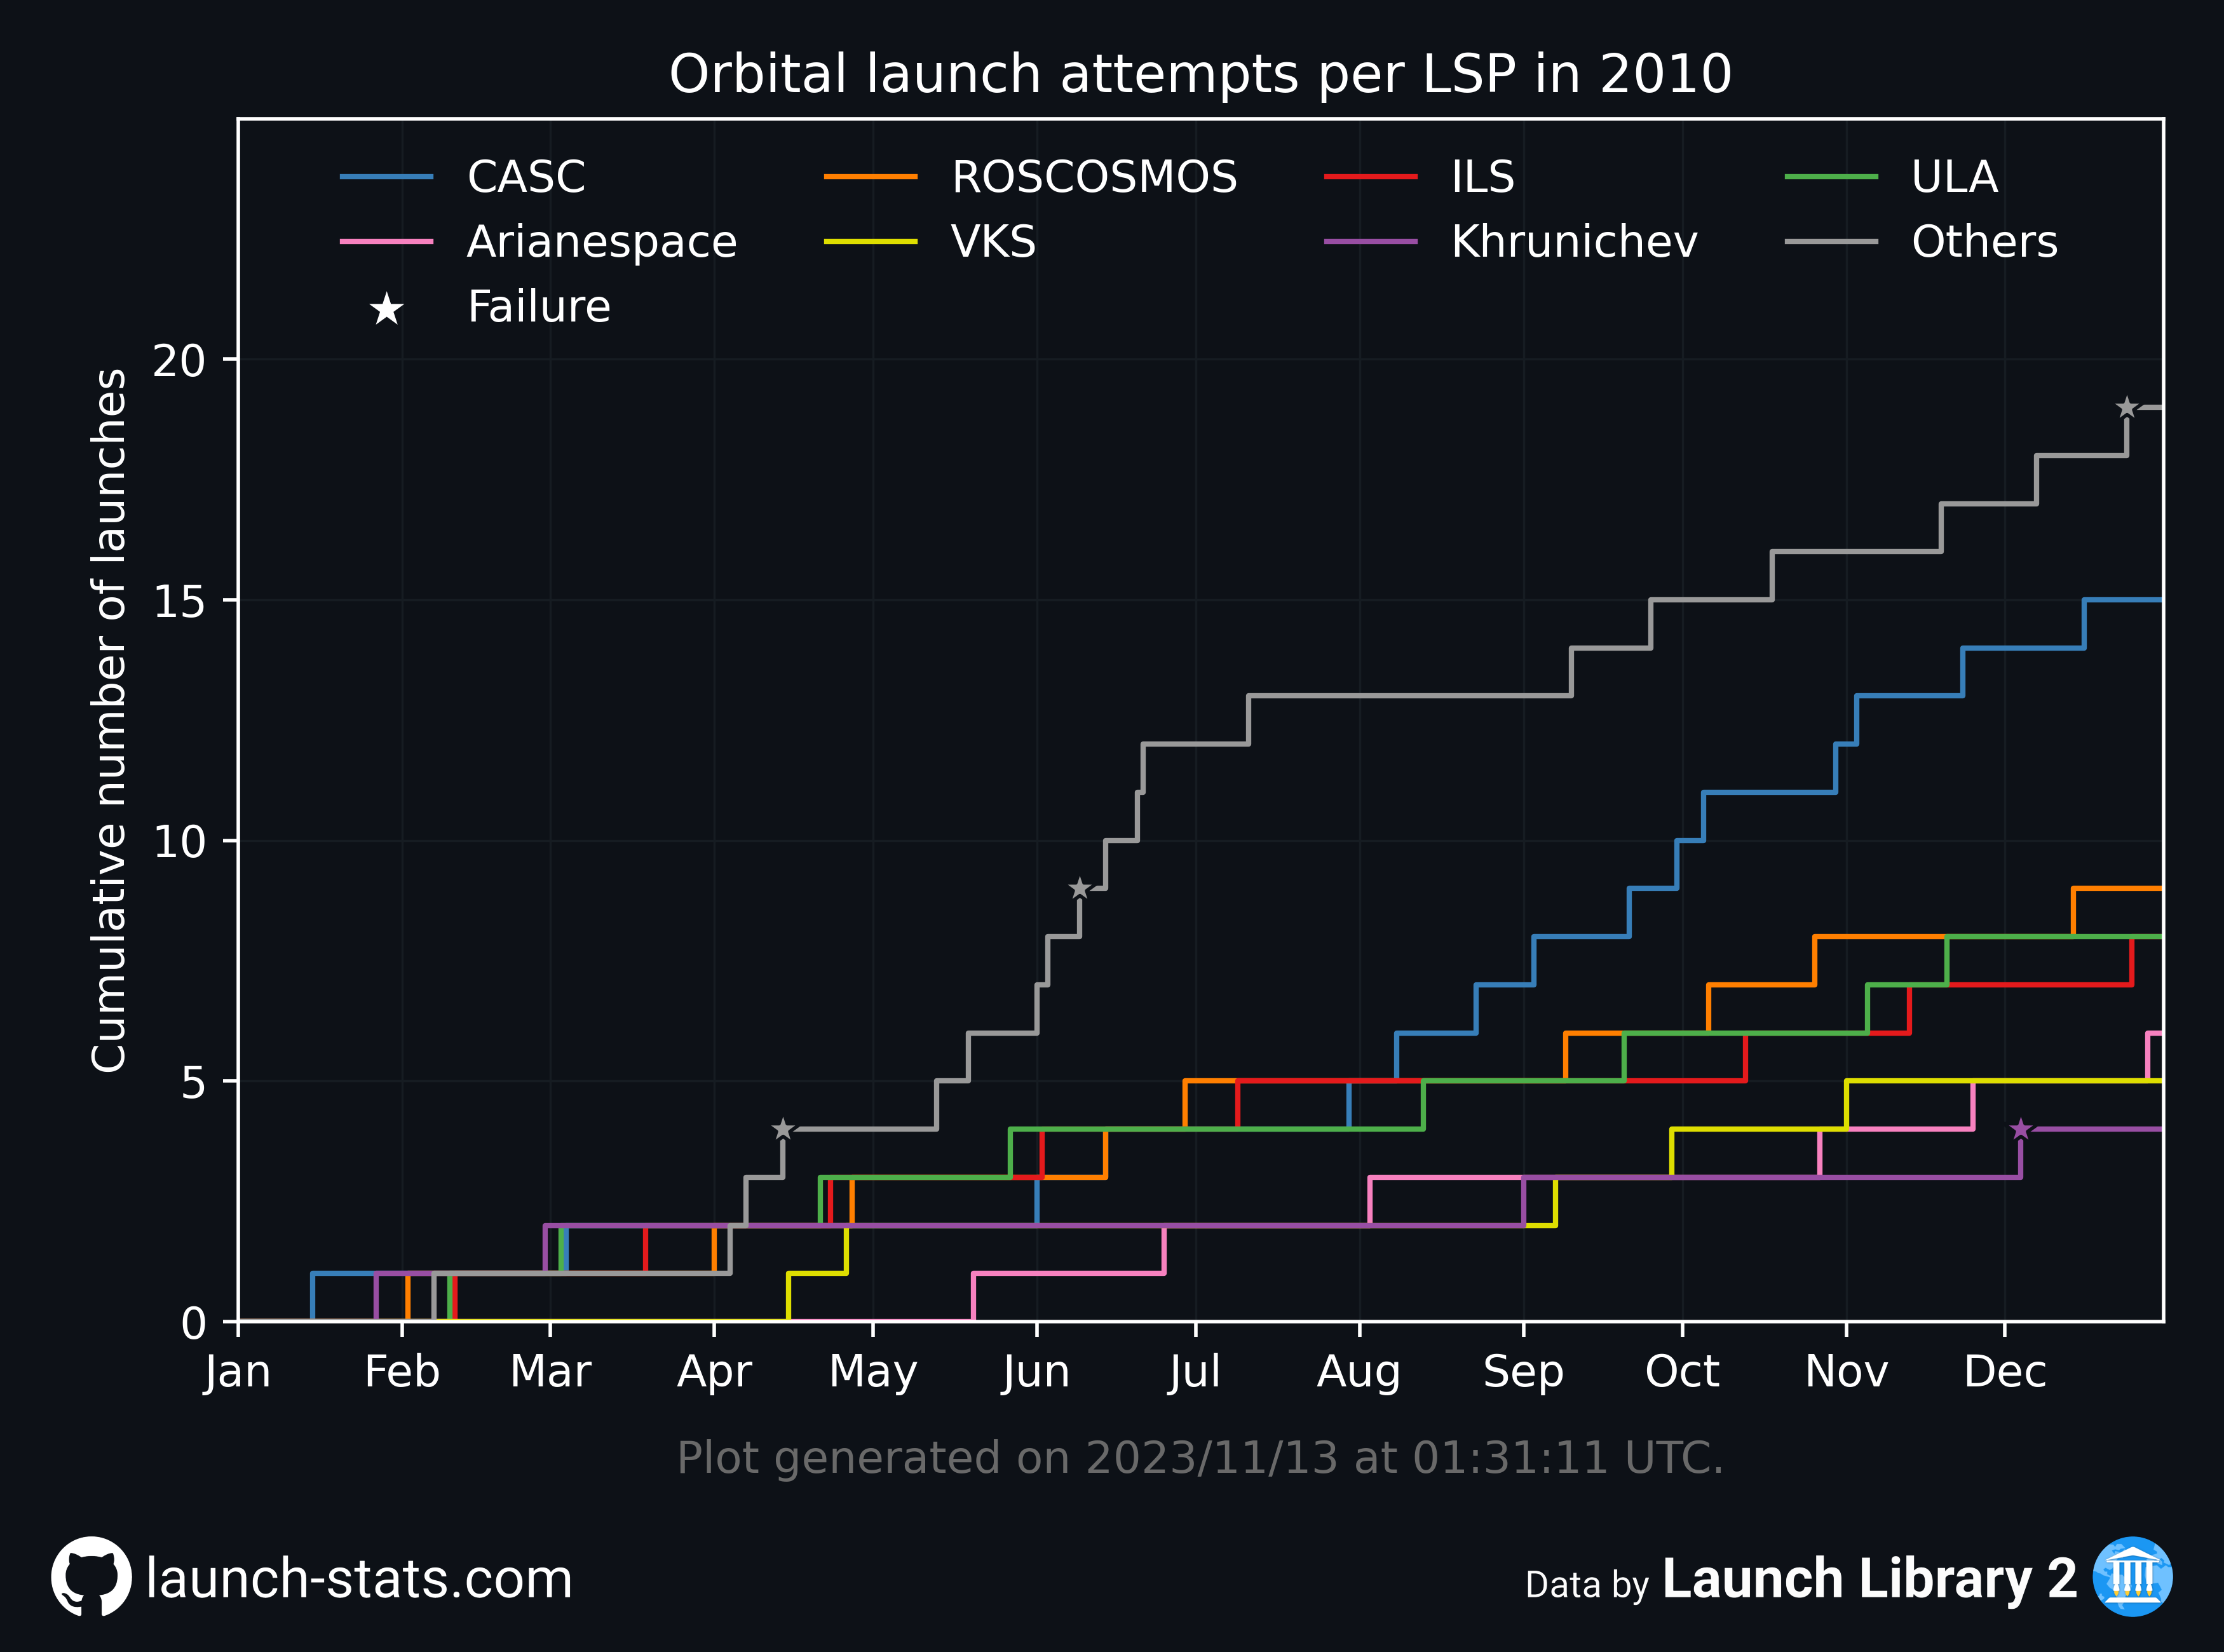 Orbital launch attempts per LSP in 2010
CASC ROSCOSMOS ILS ULA
Arianespace VKS Khrunichev Others
Failure
Cumulative number of launches
20
15
10
5
0
Jan Feb Mar Apr May Jun Jul Aug Sep Oct Nov Dec
Plot generated on 2023/11/13 at 01:31:11 UTC.
launch-stats.com
Data by Launch Library 2